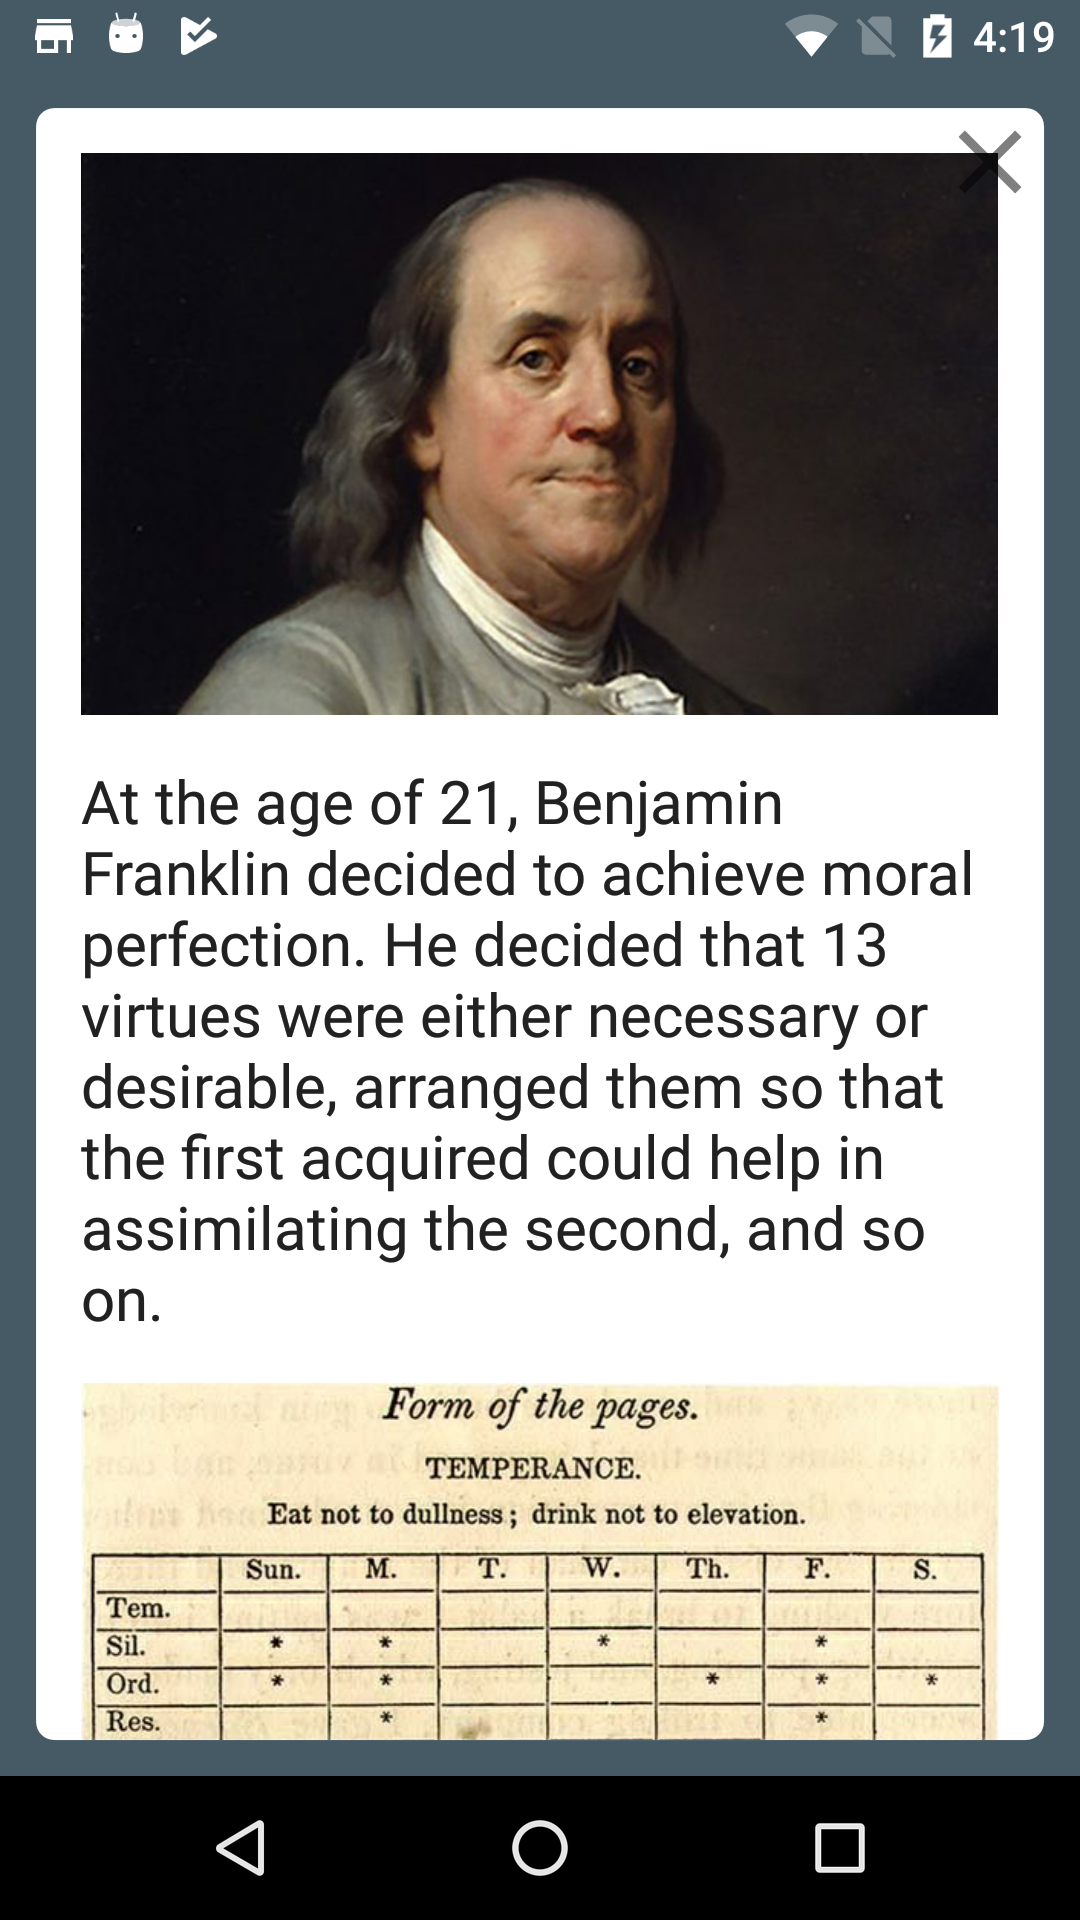 4:19
At the age of 21, Benjamin
Franklin decided to achieve moral
perfection. He decided that 13
virtues were either necessary or
desirable, arranged them so that
the first acquired could help in
assimilating the second, and so
on.
Form of the pages.
TEMPERANCE.
Eat not to dullness; drink not to elevation.
Sun. M. T. W. Th. F. S.
Tem.
Sil. * * * *
Ord. * * * * *
Res. * *